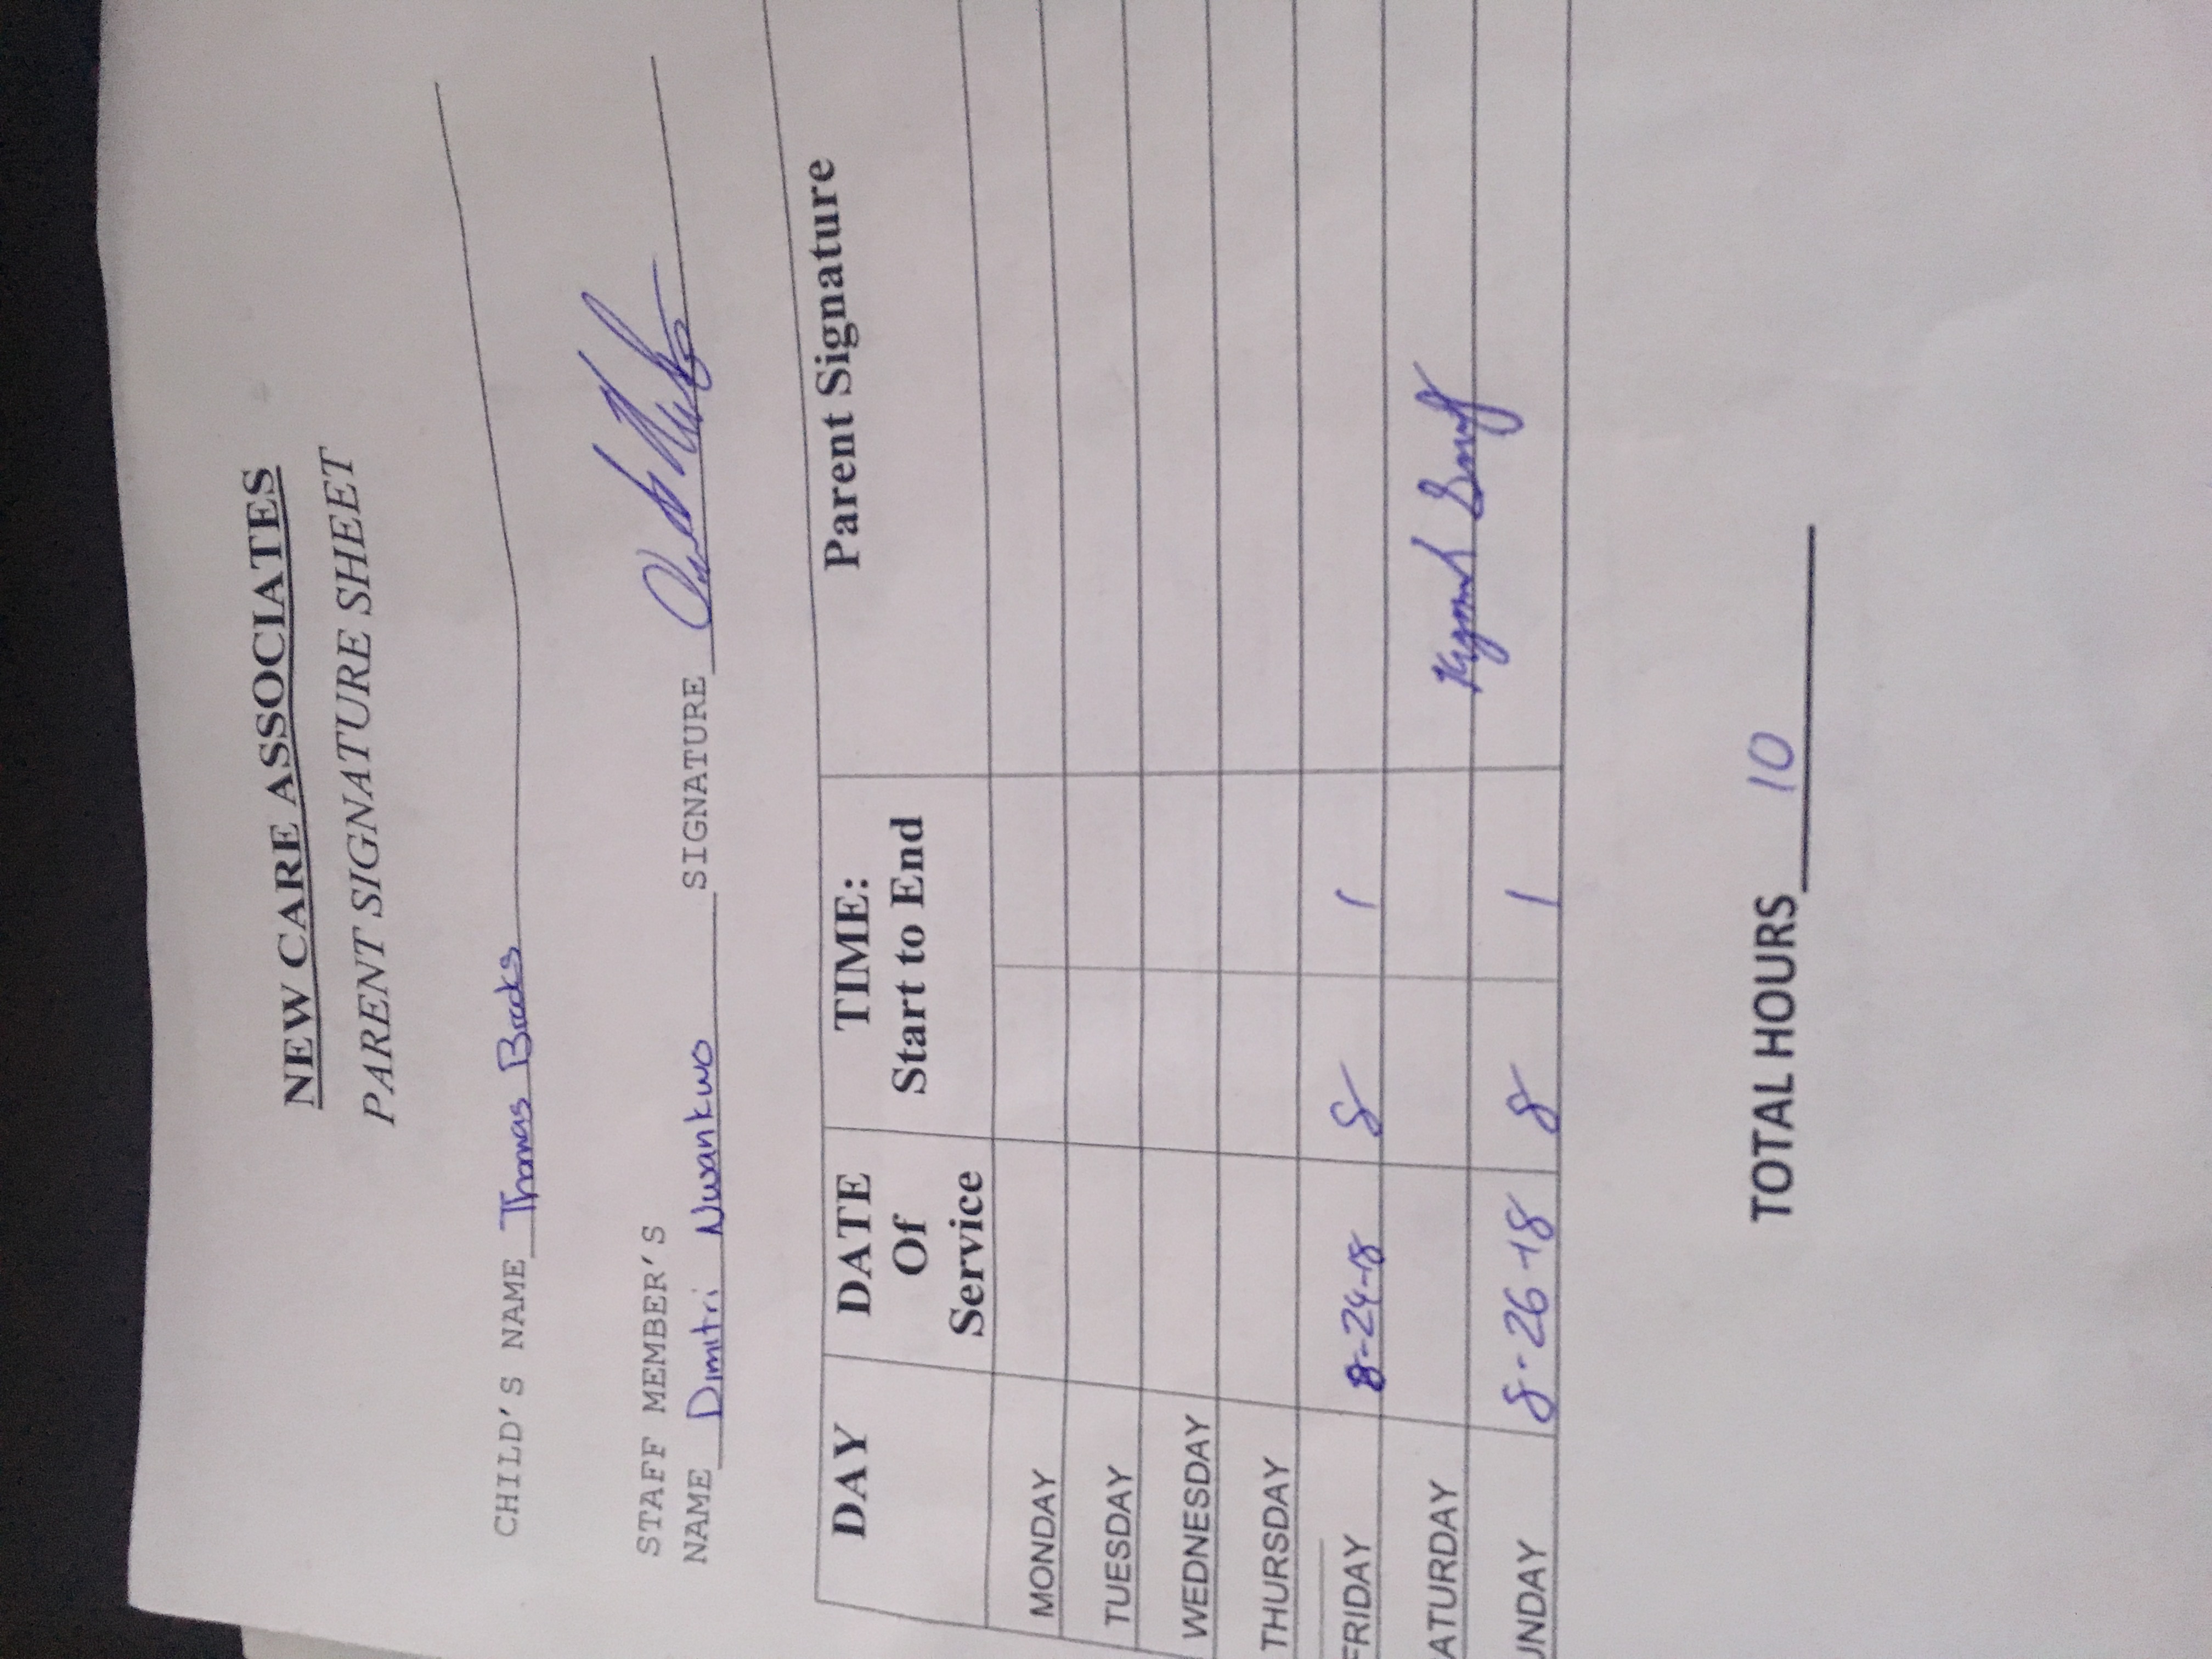 NEW CARE ASSOCIATES
PARENT SIGNATURE SHEET
CHILD'S NAME Thomas Brooks
STAFF MEMBER'S
NAME Dimitri Nwankwo SIGNATURE
DAY DATE Of Service TIME: Start to End Parent Signature
MONDAY
TUESDAY
WEDNESDAY
THURSDAY
FRIDAY 8-24-18 8 1
ATURDAY
UNDAY 8-26-18 8 1
TOTAL HOURS 10